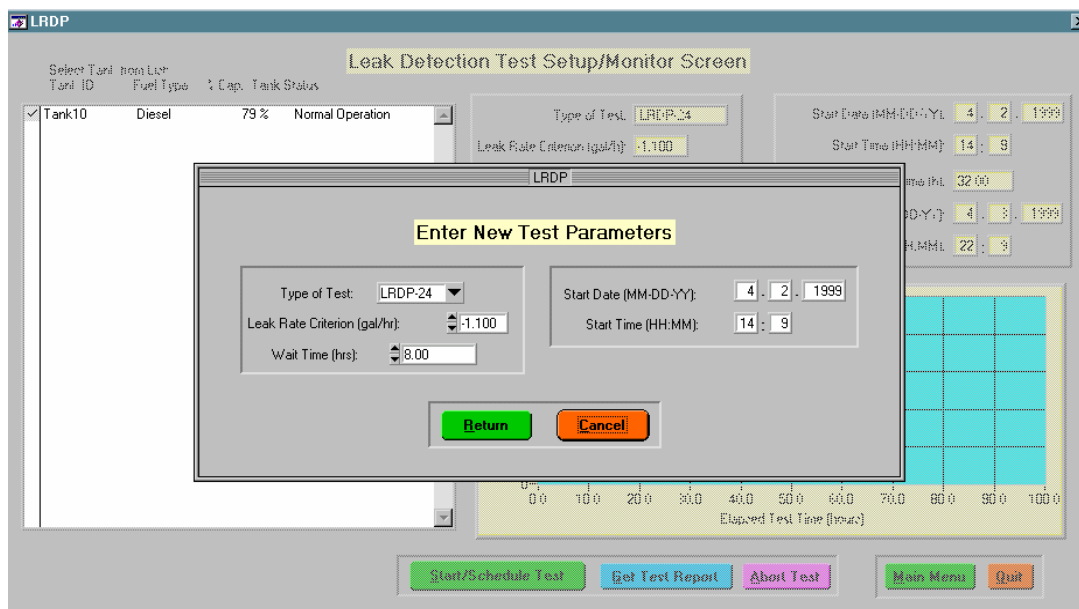 LRDP
Leak Detection Test Setup/Monitor Screen
Select Tank from List
Tank ID Fuel Type % Cap. Tank Status
Tank10 Diesel 79 % Normal Operation
Type of Test: LRDP-24
Leak Rate Criterion (gal/h): -1.100
Start Date (MM-DD-YY): 4 . 2 . 1999
Start Time (HH:MM): 14 : 9
32.00
4 . 3 . 1999
22 : 9
LRDP
Enter New Test Parameters
Type of Test: LRDP-24
Leak Rate Criterion (gal/hr): -1.100
Wait Time (hrs): 8.00
Start Date (MM-DD-YY): 4 . 2 . 1999
Start Time (HH:MM): 14 : 9
Return Cancel
0.0 10.0 20.0 30.0 40.0 50.0 60.0 70.0 80.0 90.0 100.0
Elapsed Test Time (hours)
Start/Schedule Test Get Test Report Abort Test Main Menu Quit